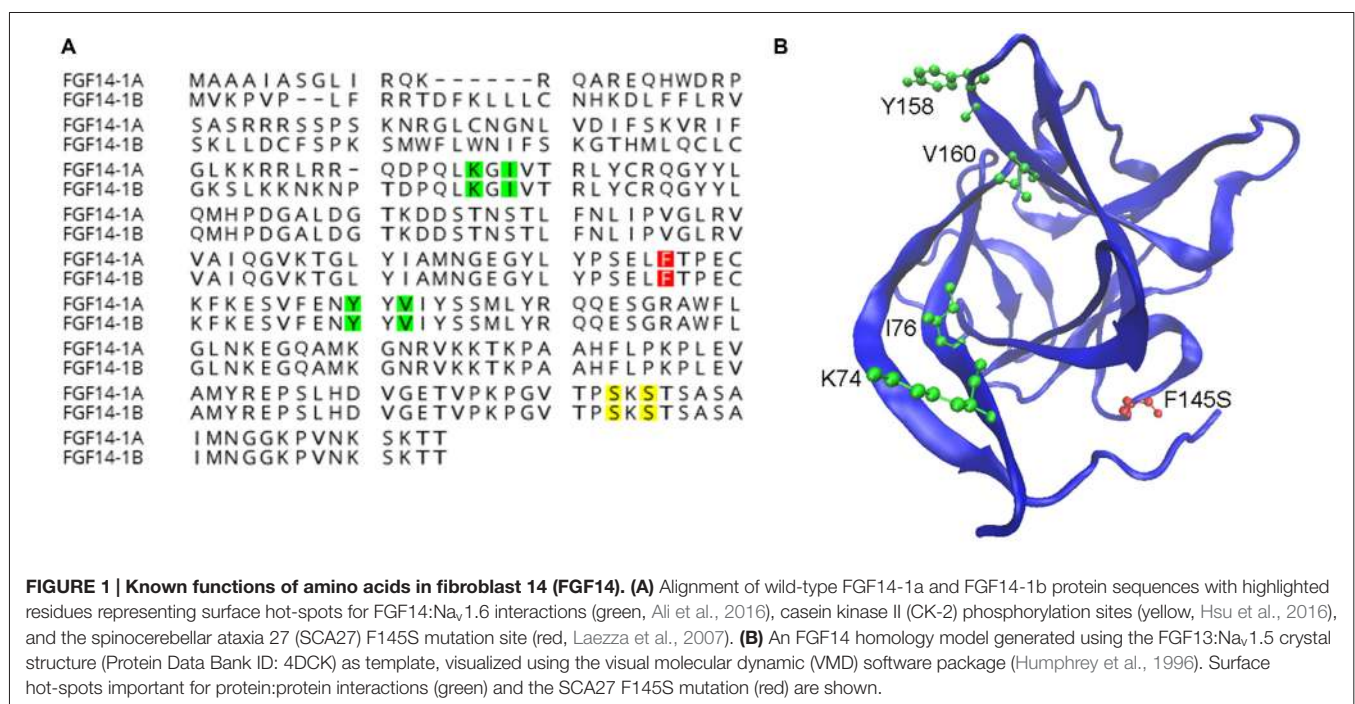 A
FGF14-1A MAAAIASGLI RQK------R QAREQHWDRP
FGF14-1B MVKPVP--LF RRTDFKLLLC NHKDLFFLRV
FGF14-1A SASRRRSSPS KNRGLCNGNL VDIFSKVRIF
FGF14-1B SKLLDCFSPK SMWFLWNIFS KGTHMLQCLC
FGF14-1A GLKKRRLRR- QDPQLKGIVT RLYCRQGYYL
FGF14-1B GKSLKKNKNP TDPQLKGIVT RLYCRQGYYL
FGF14-1A QMHPDGALDG TKDDSTNSTL FNLIPVGLRV
FGF14-1B QMHPDGALDG TKDDSTNSTL FNLIPVGLRV
FGF14-1A VAIQGVKTGL YIAMNGEGYL YPSELFTPEC
FGF14-1B VAIQGVKTGL YIAMNGEGYL YPSELFTPEC
FGF14-1A KFKESVFENY YVIYSSMLYR QQESGRAWFL
FGF14-1B KFKESVFENY YVIYSSMLYR QQESGRAWFL
FGF14-1A GLNKEGQAMK GNRVKKTKPA AHFLPKPLEV
FGF14-1B GLNKEGQAMK GNRVKKTKPA AHFLPKPLEV
FGF14-1A AMYREPSLHD VGETVPKPGV TPSKSTSASA
FGF14-1B AMYREPSLHD VGETVPKPGV TPSKSTSASA
FGF14-1A IMNGGKPVNK SKTT
FGF14-1B IMNGGKPVNK SKTT
B
Y158
V160
I76
K74
F145S
FIGURE 1 | Known functions of amino acids in fibroblast 14 (FGF14). (A) Alignment of wild-type FGF14-1a and FGF14-1b protein sequences with highlighted
residues representing surface hot-spots for FGF14:Nav1.6 interactions (green, Ali et al., 2016), casein kinase II (CK-2) phosphorylation sites (yellow, Hsu et al., 2016),
and the spinocerebellar ataxia 27 (SCA27) F145S mutation site (red, Laezza et al., 2007). (B) An FGF14 homology model generated using the FGF13:Nav1.5 crystal
structure (Protein Data Bank ID: 4DCK) as template, visualized using the visual molecular dynamic (VMD) software package (Humphrey et al., 1996). Surface
hot-spots important for protein:protein interactions (green) and the SCA27 F145S mutation (red) are shown.